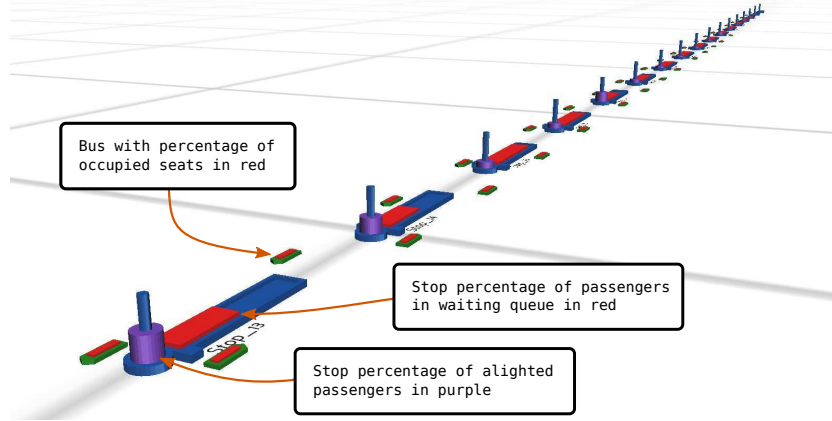 Bus with percentage of
occupied seats in red
Stop_14
Stop percentage of passengers
in waiting queue in red
Stop_13
Stop percentage of alighted
passengers in purple